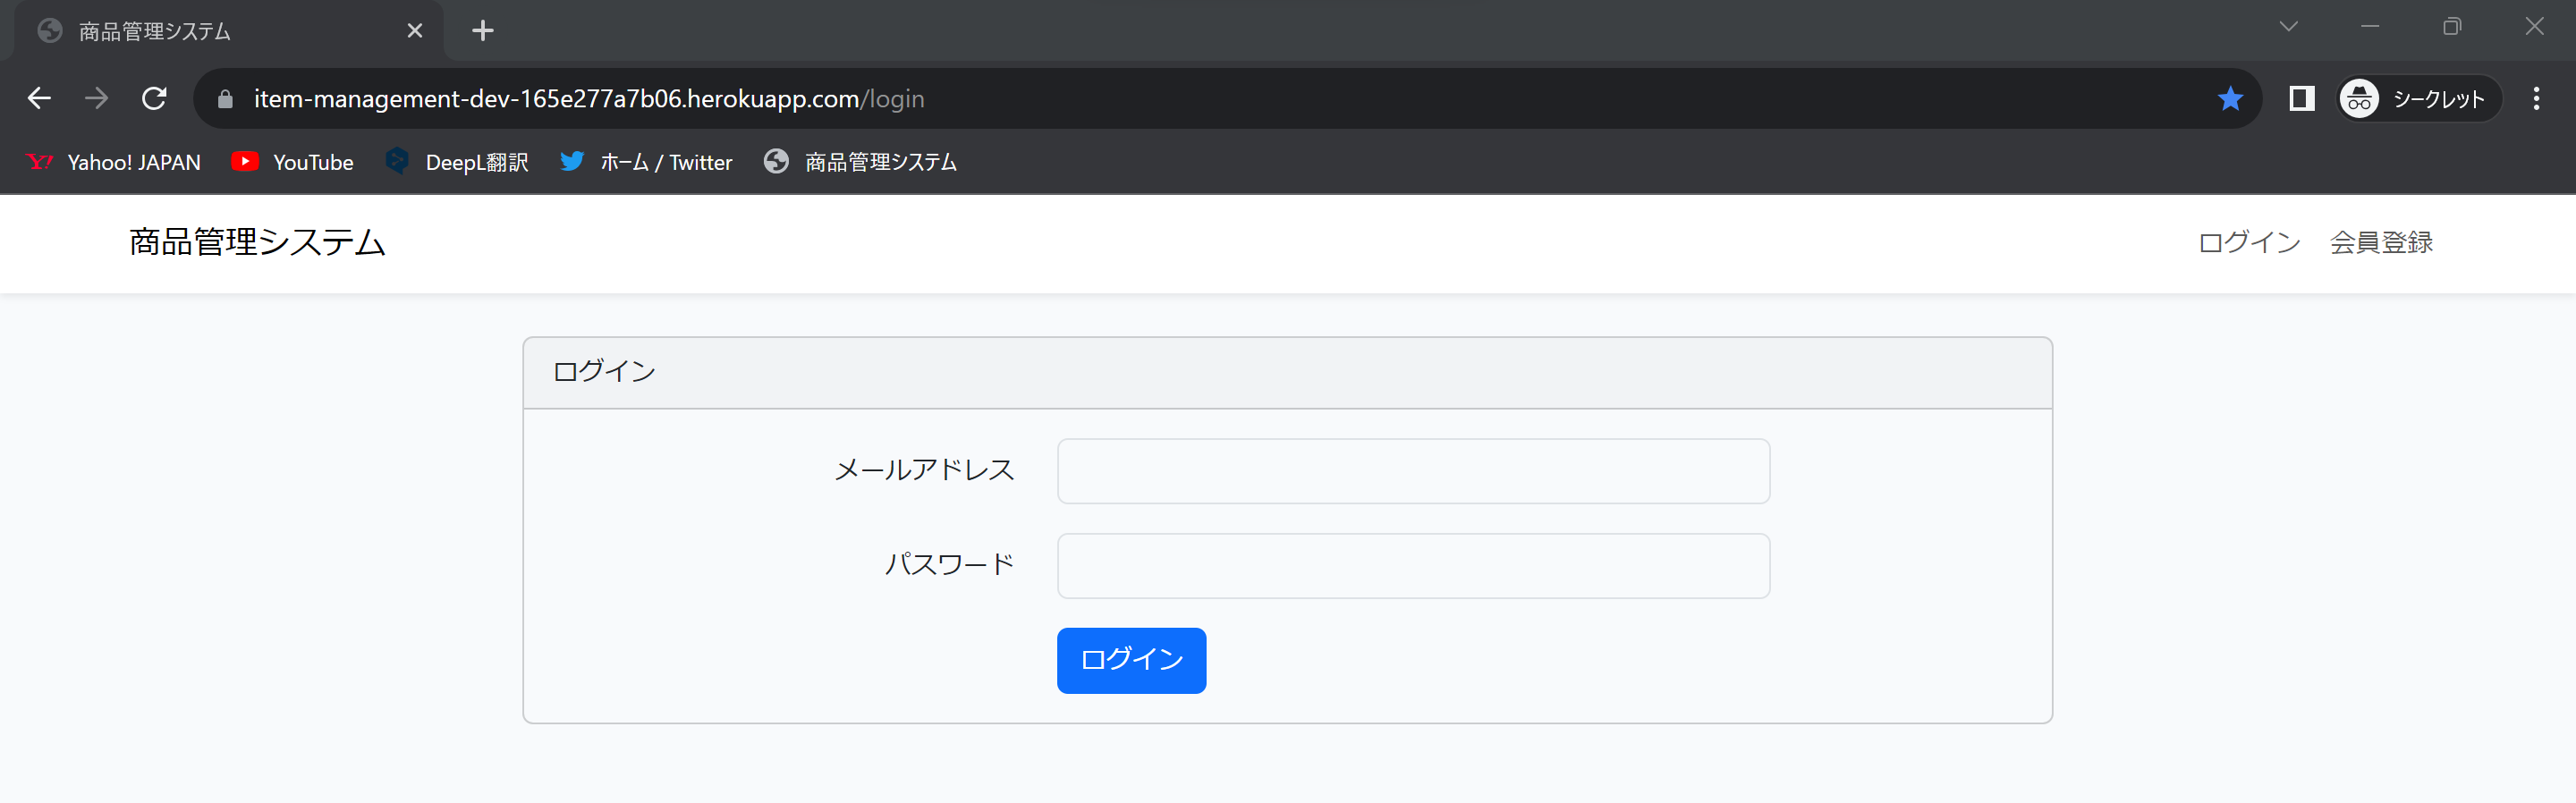 商品管理システム
item-management-dev-165e277a7b06.herokuapp.com/login シークレット
Yahoo! JAPAN YouTube DeepL翻訳 ホーム / Twitter 商品管理システム
商品管理システム ログイン 会員登録
ログイン
メールアドレス
パスワード
ログイン